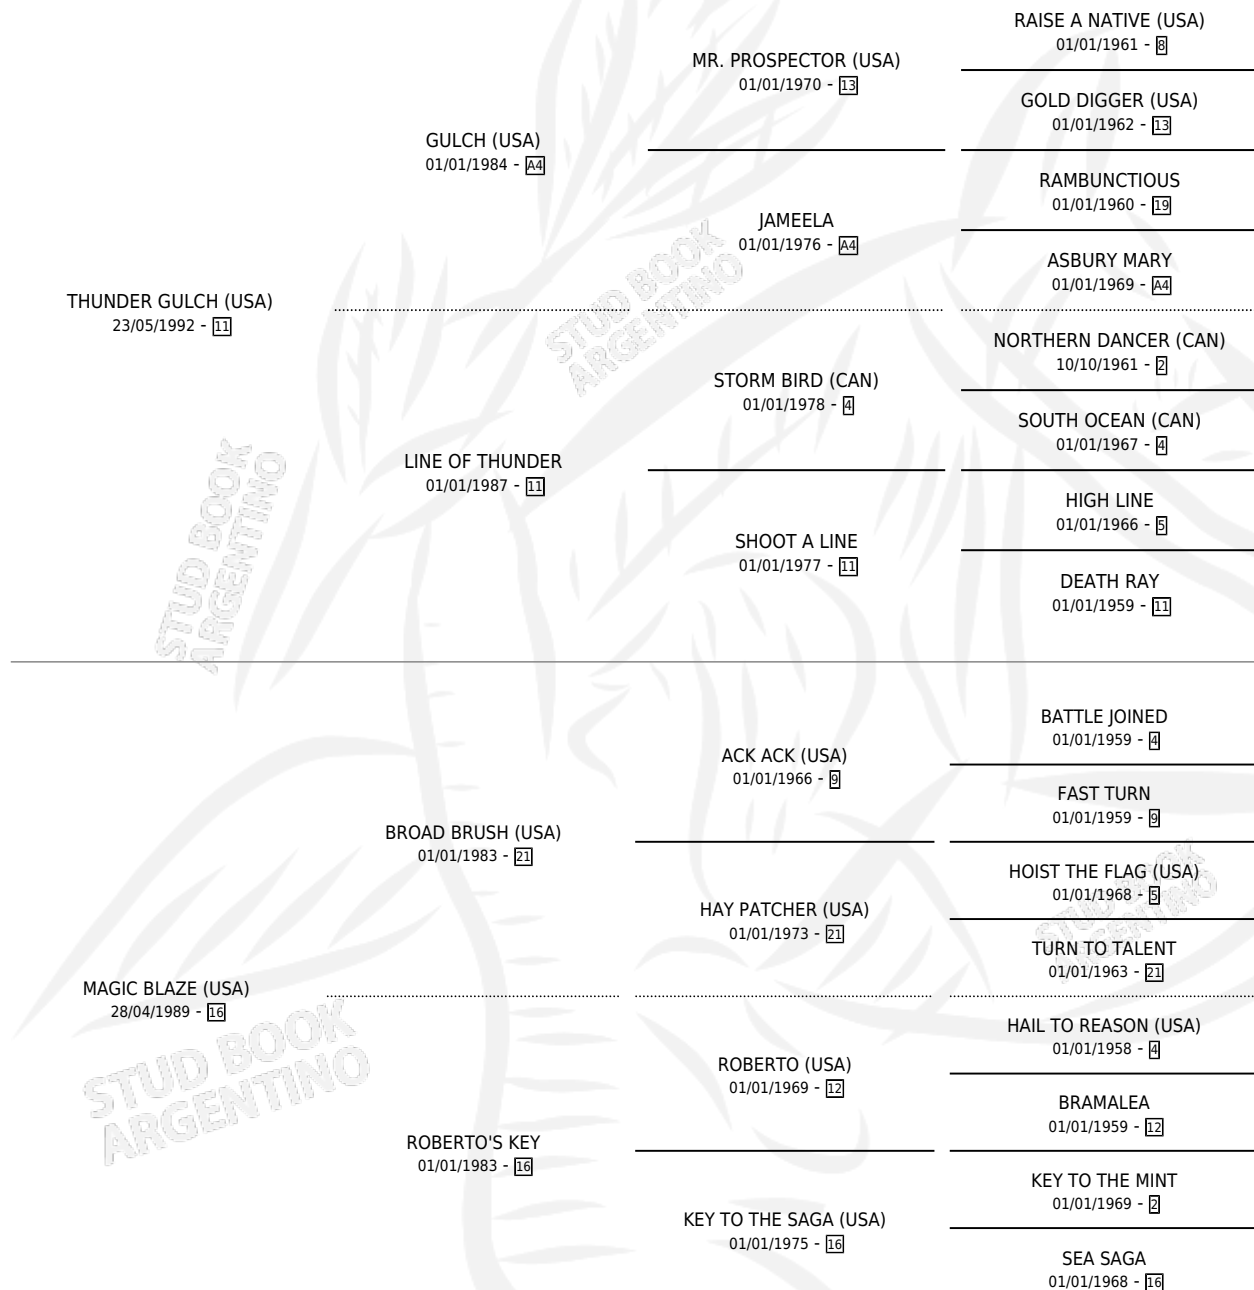 RAISE A NATIVE (USA)
01/01/1961 - 8
MR. PROSPECTOR (USA)
01/01/1970 - 13
GOLD DIGGER (USA)
01/01/1962 - 13
GULCH (USA)
01/01/1984 - A4
RAMBUNCTIOUS
01/01/1960 - 19
JAMEELA
01/01/1976 - A4
ASBURY MARY
01/01/1969 - A4
THUNDER GULCH (USA)
23/05/1992 - 11
NORTHERN DANCER (CAN)
10/10/1961 - 2
STORM BIRD (CAN)
01/01/1978 - 4
SOUTH OCEAN (CAN)
01/01/1967 - 4
LINE OF THUNDER
01/01/1987 - 11
HIGH LINE
01/01/1966 - 5
SHOOT A LINE
01/01/1977 - 11
DEATH RAY
01/01/1959 - 11
BATTLE JOINED
01/01/1959 - 4
ACK ACK (USA)
01/01/1966 - 9
FAST TURN
01/01/1959 - 9
BROAD BRUSH (USA)
01/01/1983 - 21
HOIST THE FLAG (USA)
01/01/1968 - 5
HAY PATCHER (USA)
01/01/1973 - 21
TURN TO TALENT
01/01/1963 - 21
MAGIC BLAZE (USA)
28/04/1989 - 16
HAIL TO REASON (USA)
01/01/1958 - 4
ROBERTO (USA)
01/01/1969 - 12
BRAMALEA
01/01/1959 - 12
ROBERTO'S KEY
01/01/1983 - 16
KEY TO THE MINT
01/01/1969 - 2
KEY TO THE SAGA (USA)
01/01/1975 - 16
SEA SAGA
01/01/1968 - 16
STUD BOOK
ARGENTINO
STUD BOOK
ARGENTINO
STUD BOOK
ARGENTINO
STUD BOOK
ARGENTINO